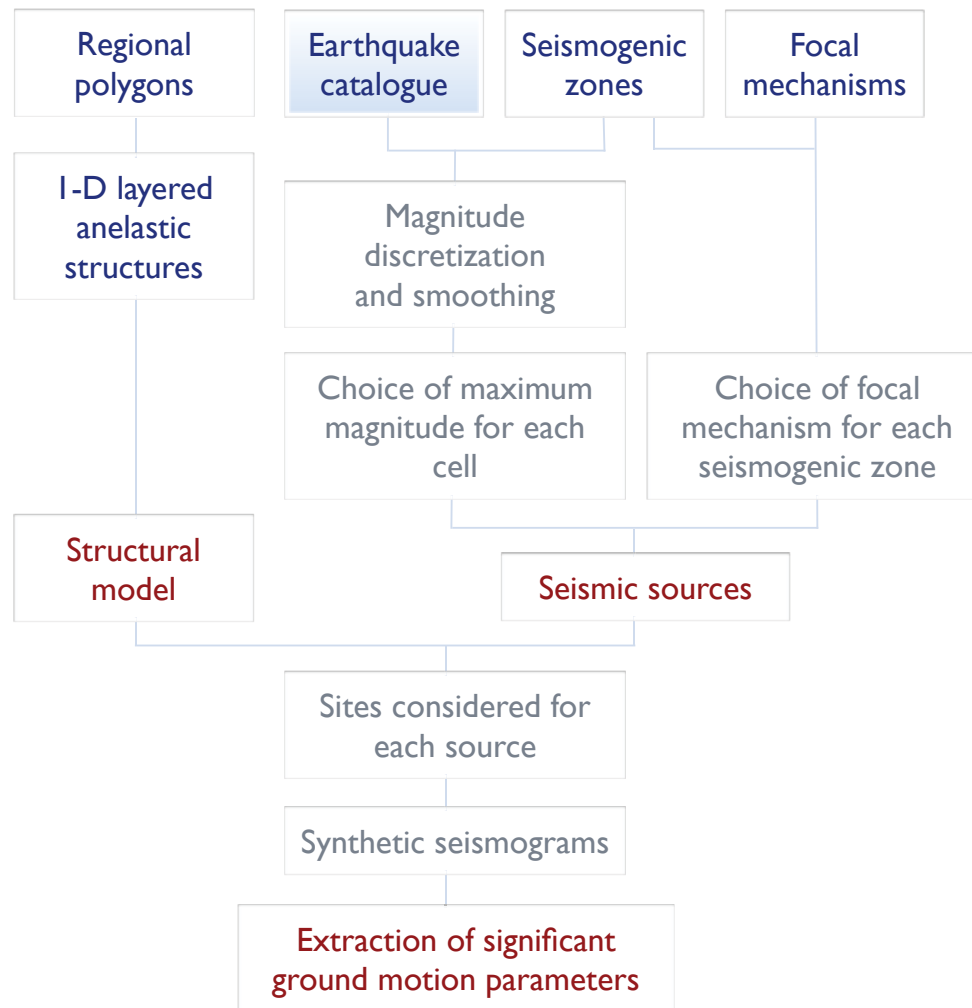 Regional
polygons
Earthquake
catalogue
Seismogenic
zones
Focal
mechanisms
1-D layered
anelastic
structures
Magnitude
discretization
and smoothing
Choice of maximum
magnitude for each
cell
Choice of focal
mechanism for each
seismogenic zone
Structural
model
Seismic sources
Sites considered for
each source
Synthetic seismograms
Extraction of significant
ground motion parameters